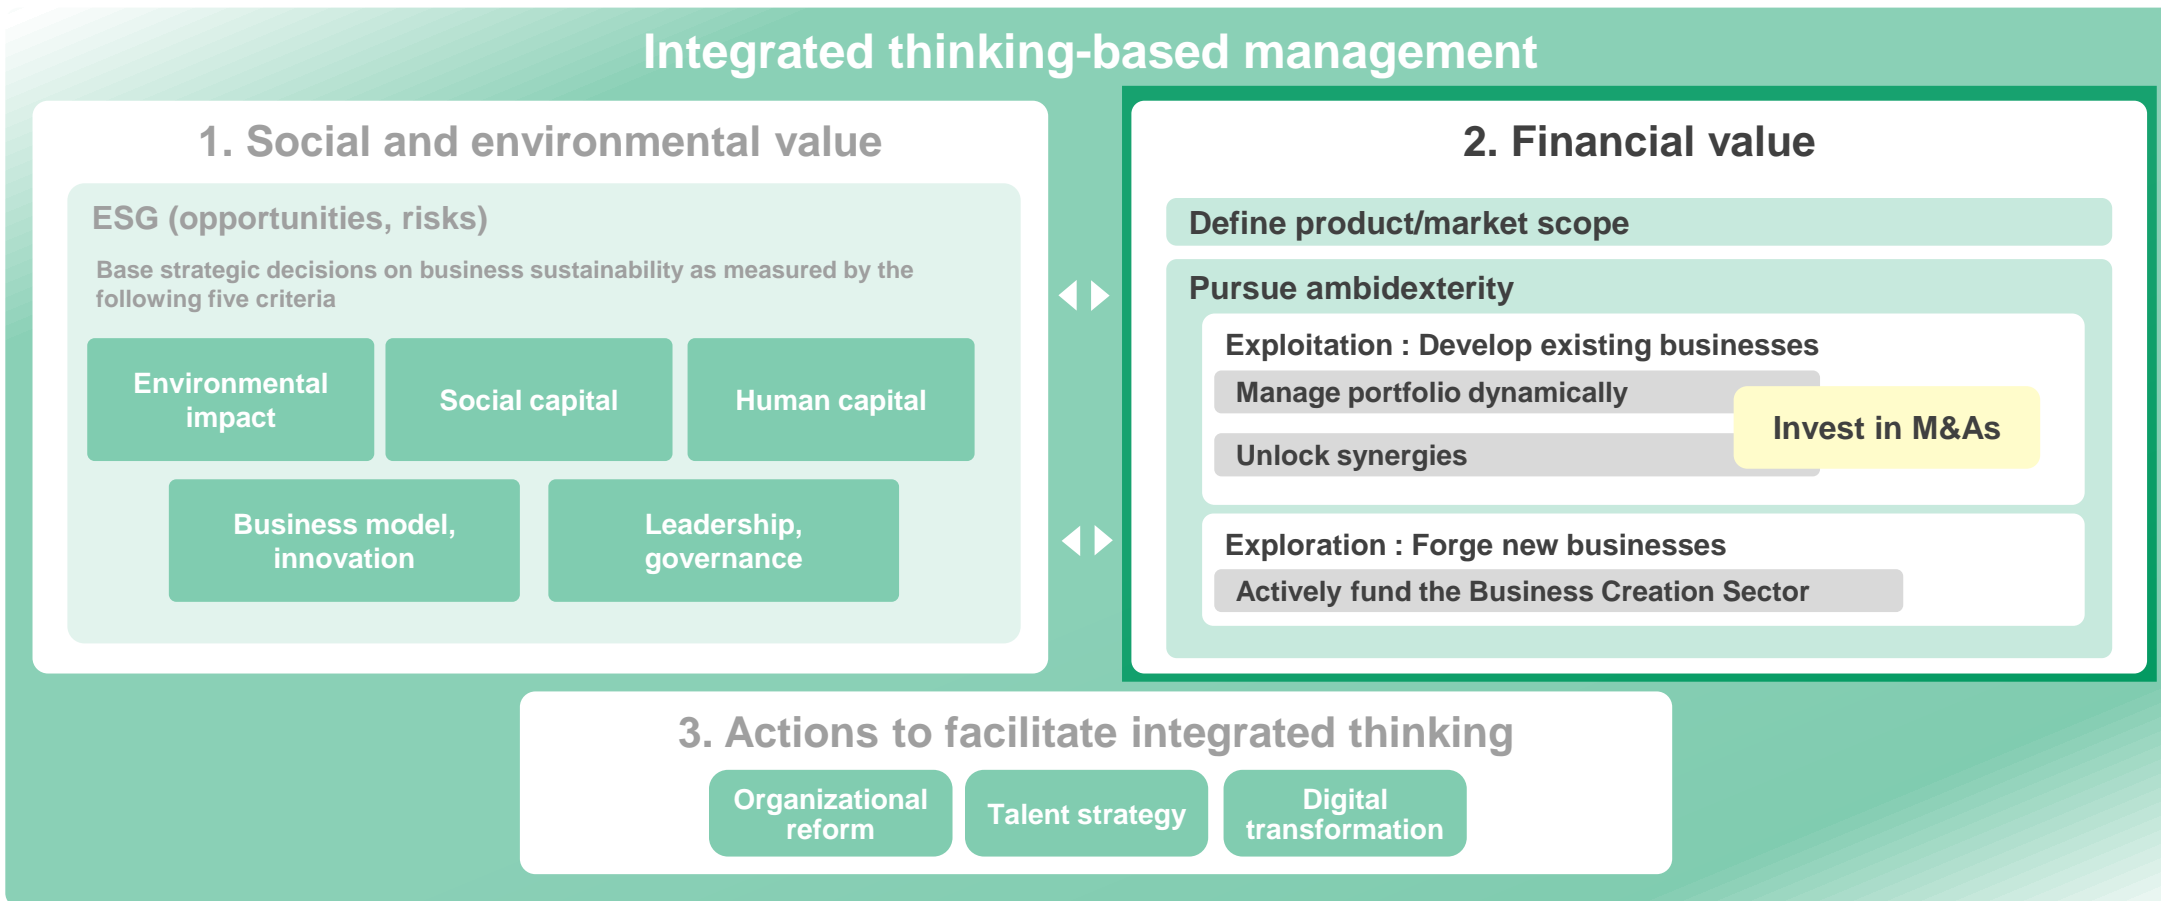 Integrated thinking-based management
1. Social and environmental value
ESG (opportunities, risks)
Base strategic decisions on business sustainability as measured by the
following five criteria
Environmental
impact
Social capital
Human capital
Business model,
innovation
Leadership,
governance
2. Financial value
Define product/market scope
Pursue ambidexterity
Exploitation : Develop existing businesses
Manage portfolio dynamically
Invest in M&As
Unlock synergies
Exploration : Forge new businesses
Actively fund the Business Creation Sector
3. Actions to facilitate integrated thinking
Organizational
reform
Talent strategy
Digital
transformation